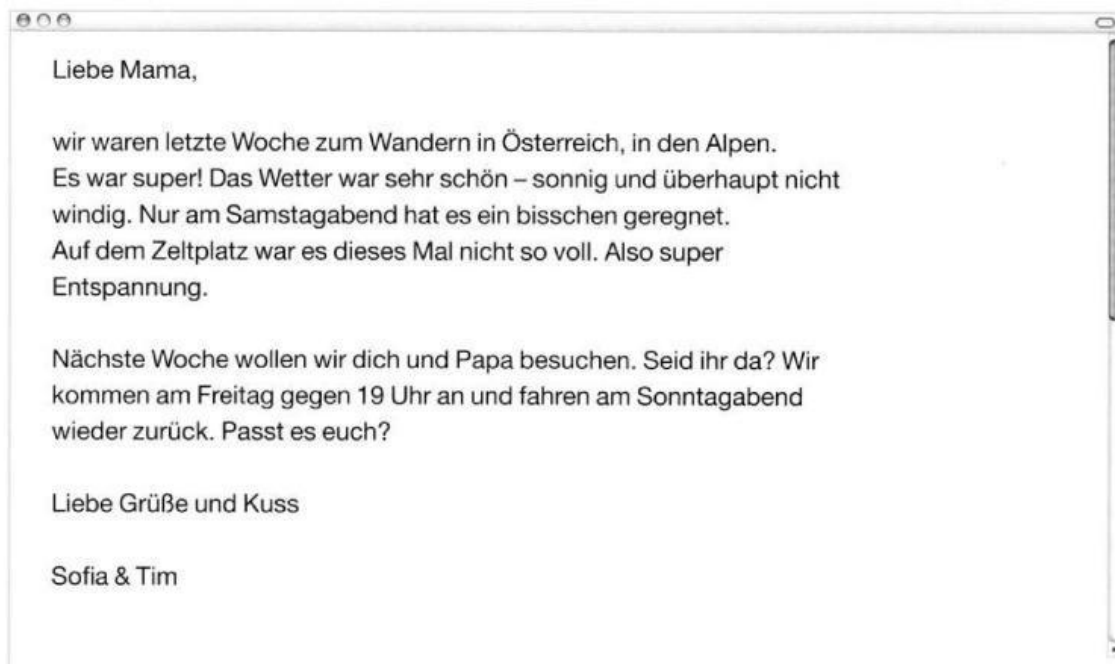 Liebe Mama,
wir waren letzte Woche zum Wandern in Österreich, in den Alpen.
Es war super! Das Wetter war sehr schön – sonnig und überhaupt nicht
windig. Nur am Samstagabend hat es ein bisschen geregnet.
Auf dem Zeltplatz war es dieses Mal nicht so voll. Also super
Entspannung.
Nächste Woche wollen wir dich und Papa besuchen. Seid ihr da? Wir
kommen am Freitag gegen 19 Uhr an und fahren am Sonntagabend
wieder zurück. Passt es euch?
Liebe Grüße und Kuss
Sofia & Tim